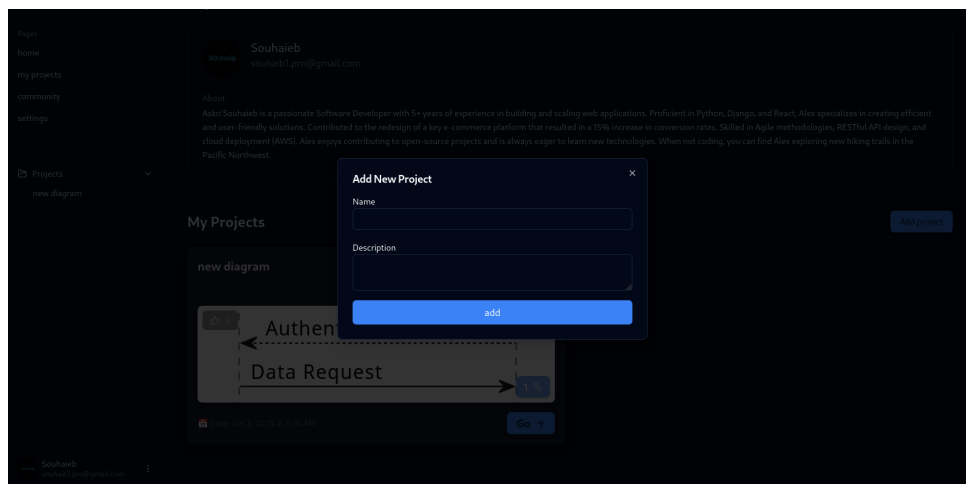 Pages
home
my projects
community
settings
Projects
new diagram
Souhaieb
souhaib1.pro@gmail.com
Souhaieb
souhaib1.pro@gmail.com
About
Askri Souhaieb is a passionate Software Developer with 5+ years of experience in building and scaling web applications. Proficient in Python, Django, and React, Alex specializes in creating efficient
and user-friendly solutions. Contributed to the redesign of a key e-commerce platform that resulted in a 15% increase in conversion rates. Skilled in Agile methodologies, RESTful API design, and
cloud deployment (AWS). Alex enjoys contributing to open-source projects and is always eager to learn new technologies. When not coding, you can find Alex exploring new hiking trails in the
Pacific Northwest.
My Projects
Add project
new diagram
Authen
Data Request
1
Go
Add New Project
Name
Description
add